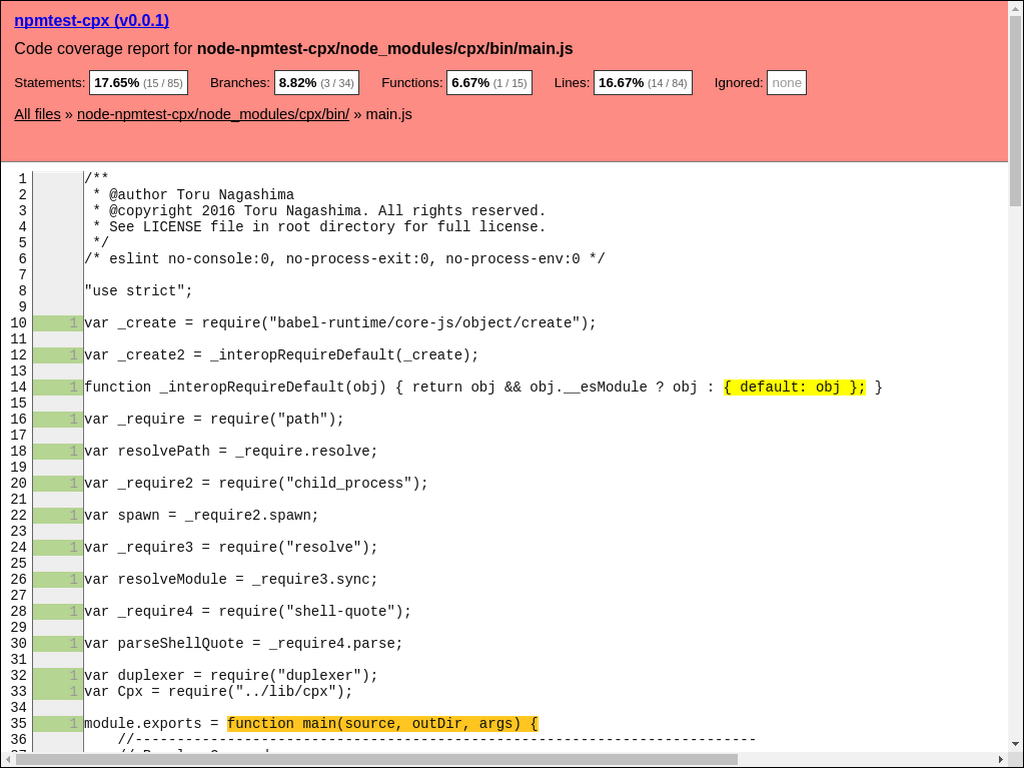 npmtest-cpx (v0.0.1)
Code coverage report for node-npmtest-cpx/node_modules/cpx/bin/main.js
Statements: 17.65% (15 / 85) Branches: 8.82% (3 / 34) Functions: 6.67% (1 / 15) Lines: 16.67% (14 / 84) Ignored: none
All files » node-npmtest-cpx/node_modules/cpx/bin/ » main.js
1 /**
2 * @author Toru Nagashima
3 * @copyright 2016 Toru Nagashima. All rights reserved.
4 * See LICENSE file in root directory for full license.
5 */
6 /* eslint no-console:0, no-process-exit:0, no-process-env:0 */
7
8 "use strict";
9
10 1 var _create = require("babel-runtime/core-js/object/create");
11
12 1 var _create2 = _interopRequireDefault(_create);
13
14 1 function _interopRequireDefault(obj) { return obj && obj.__esModule ? obj : { default: obj }; }
15
16 1 var _require = require("path");
17
18 1 var resolvePath = _require.resolve;
19
20 1 var _require2 = require("child_process");
21
22 1 var spawn = _require2.spawn;
23
24 1 var _require3 = require("resolve");
25
26 1 var resolveModule = _require3.sync;
27
28 1 var _require4 = require("shell-quote");
29
30 1 var parseShellQuote = _require4.parse;
31
32 1 var duplexer = require("duplexer");
33 1 var Cpx = require("../lib/cpx");
34
35 1 module.exports = function main(source, outDir, args) {
36 //--------------------------------------------------------------------------